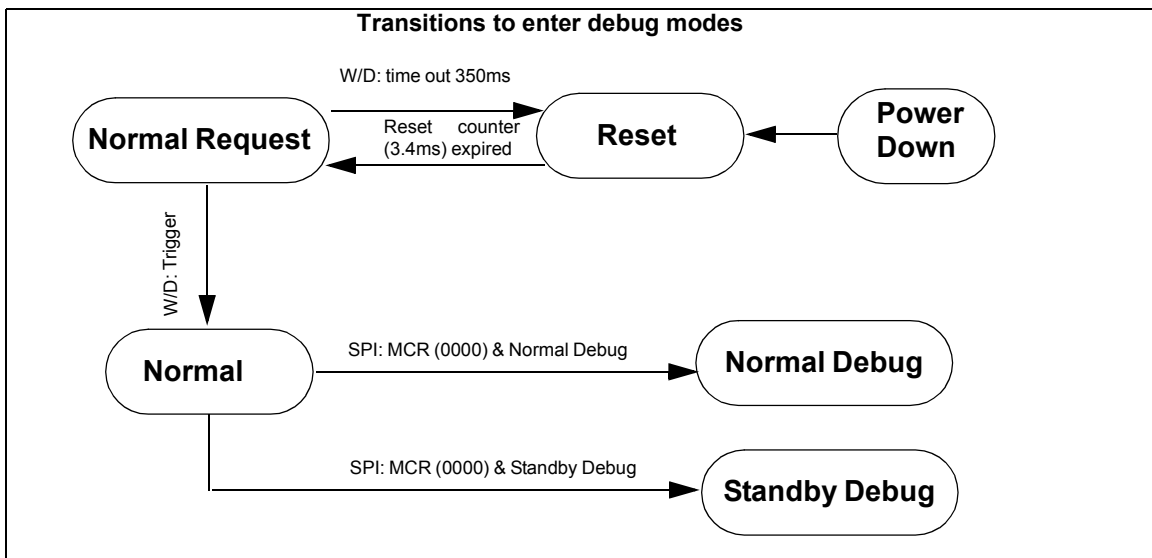 Transitions to enter debug modes
W/D: time out 350ms
Normal Request
Reset counter
(3.4ms) expired
Reset
Power
Down
W/D: Trigger
Normal
SPI: MCR (0000) & Normal Debug
Normal Debug
SPI: MCR (0000) & Standby Debug
Standby Debug